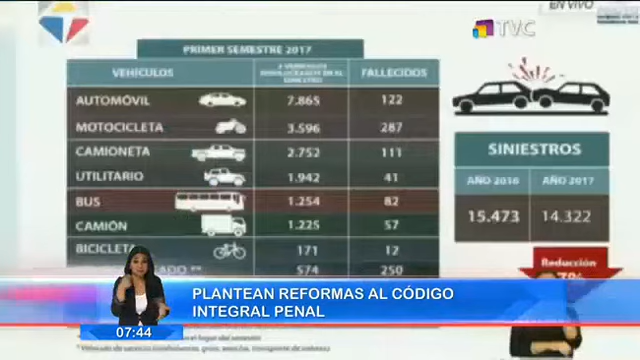 EN VIVO
TVC
PRIMER SEMESTRE 2017
VEHÍCULOS
FALLECIDOS
AUTOMÓVIL 7.865 122
MOTOCICLETA 3.596 287
CAMIONETA 2.752 111
UTILITARIO 1.942 41
BUS 1.254 82
CAMIÓN 1.225 57
BICICLETA 171 12
574 250
SINIESTROS
AÑO 2016 AÑO 2017
15.473 14.322
Reducción
PLANTEAN REFORMAS AL CÓDIGO
INTEGRAL PENAL
07:44